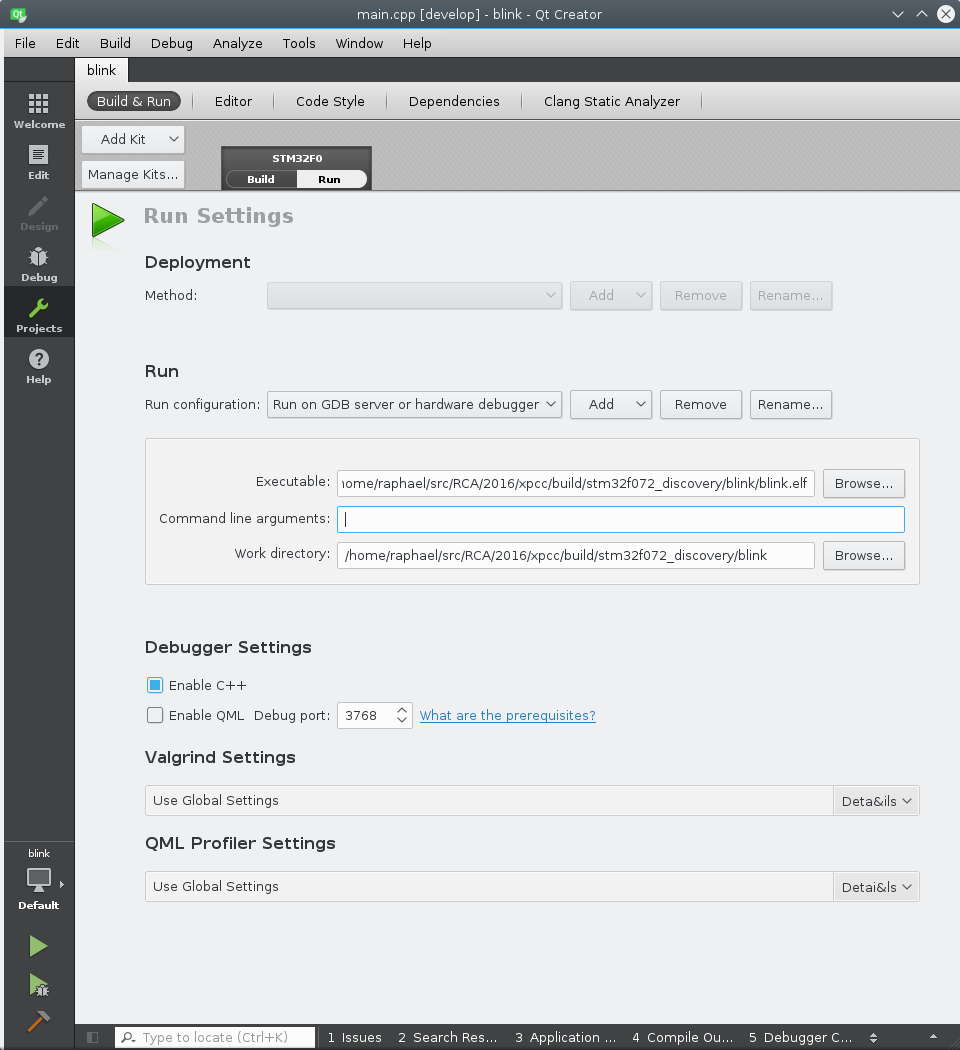 main.cpp [develop] - blink - Qt Creator
File Edit Build Debug Analyze Tools Window Help
blink
Build & Run Editor Code Style Dependencies Clang Static Analyzer
Welcome
Edit
Design
Debug
Projects
Help
Add Kit
Manage Kits...
STM32F0
Build Run
Run Settings
Deployment
Method: Add Remove Rename...
Run
Run configuration: Run on GDB server or hardware debugger Add Remove Rename...
Executable: home/raphael/src/RCA/2016/xpcc/build/stm32f072_discovery/blink/blink.elf Browse...
Command line arguments:
Work directory: /home/raphael/src/RCA/2016/xpcc/build/stm32f072_discovery/blink Browse...
Debugger Settings
Enable C++
Enable QML Debug port: 3768 What are the prerequisites?
Valgrind Settings
Use Global Settings Deta&ils
QML Profiler Settings
Use Global Settings Detai&ls
blink
Default
Type to locate (Ctrl+K) 1 Issues 2 Search Res... 3 Application ... 4 Compile Ou... 5 Debugger C...